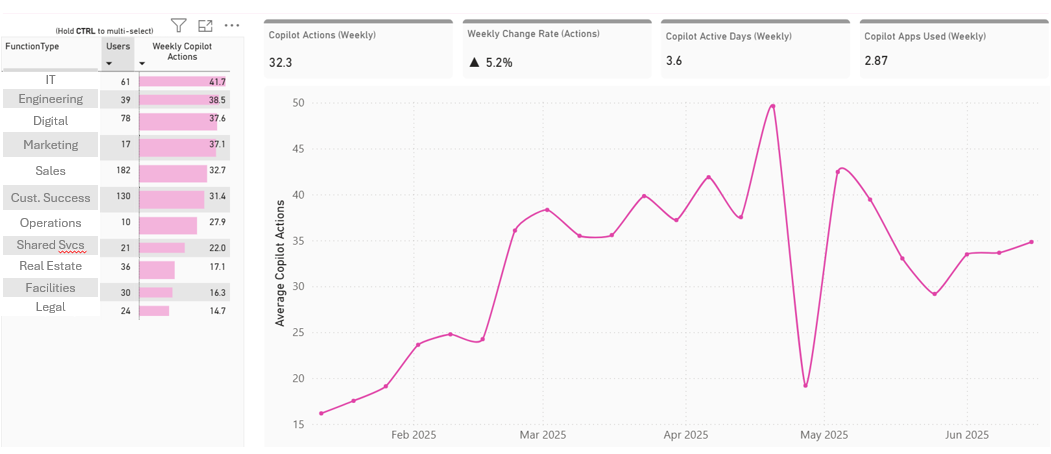 (Hold CTRL to multi-select)
FunctionType Users Weekly Copilot
Actions
IT 61 41.7
Engineering 39 38.5
Digital 78 37.6
Marketing 17 37.1
Sales 182 32.7
Cust. Success 130 31.4
Operations 10 27.9
Shared Svcs 21 22.0
Real Estate 36 17.1
Facilities 30 16.3
Legal 24 14.7
Copilot Actions (Weekly)
32.3
Weekly Change Rate (Actions)
▲ 5.2%
Copilot Active Days (Weekly)
3.6
Copilot Apps Used (Weekly)
2.87
Average Copilot Actions
50
45
40
35
30
25
20
15
Feb 2025 Mar 2025 Apr 2025 May 2025 Jun 2025